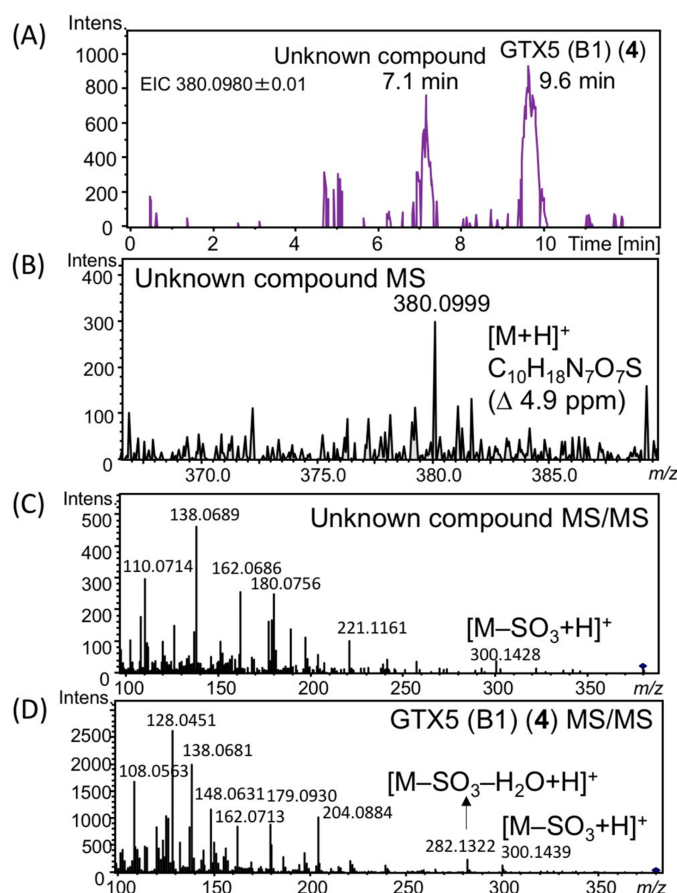 (A)
Intens.
Unknown compound
7.1 min
GTX5 (B1) (4)
9.6 min
EIC 380.0980±0.01
1000
800
600
400
200
0
0 2 4 6 8 10 Time [min]
(B)
Intens.
Unknown compound MS
380.0999
[M+H]+
C10H18N7O7S
(Δ 4.9 ppm)
400
300
200
100
0
370.0 375.0 380.0 385.0 m/z
(C)
Intens.
Unknown compound MS/MS
500
400
300
200
100
0
138.0689
110.0714
162.0686
180.0756
221.1161
[M–SO3+H]+
300.1428
100 150 200 250 300 350 m/z
(D)
Intens.
GTX5 (B1) (4) MS/MS
2500
2000
1500
1000
500
0
128.0451
138.0681
108.0563
148.0631
162.0713
179.0930
204.0884
[M–SO3–H2O+H]+
[M–SO3+H]+
282.1322
300.1439
100 150 200 250 300 350 m/z